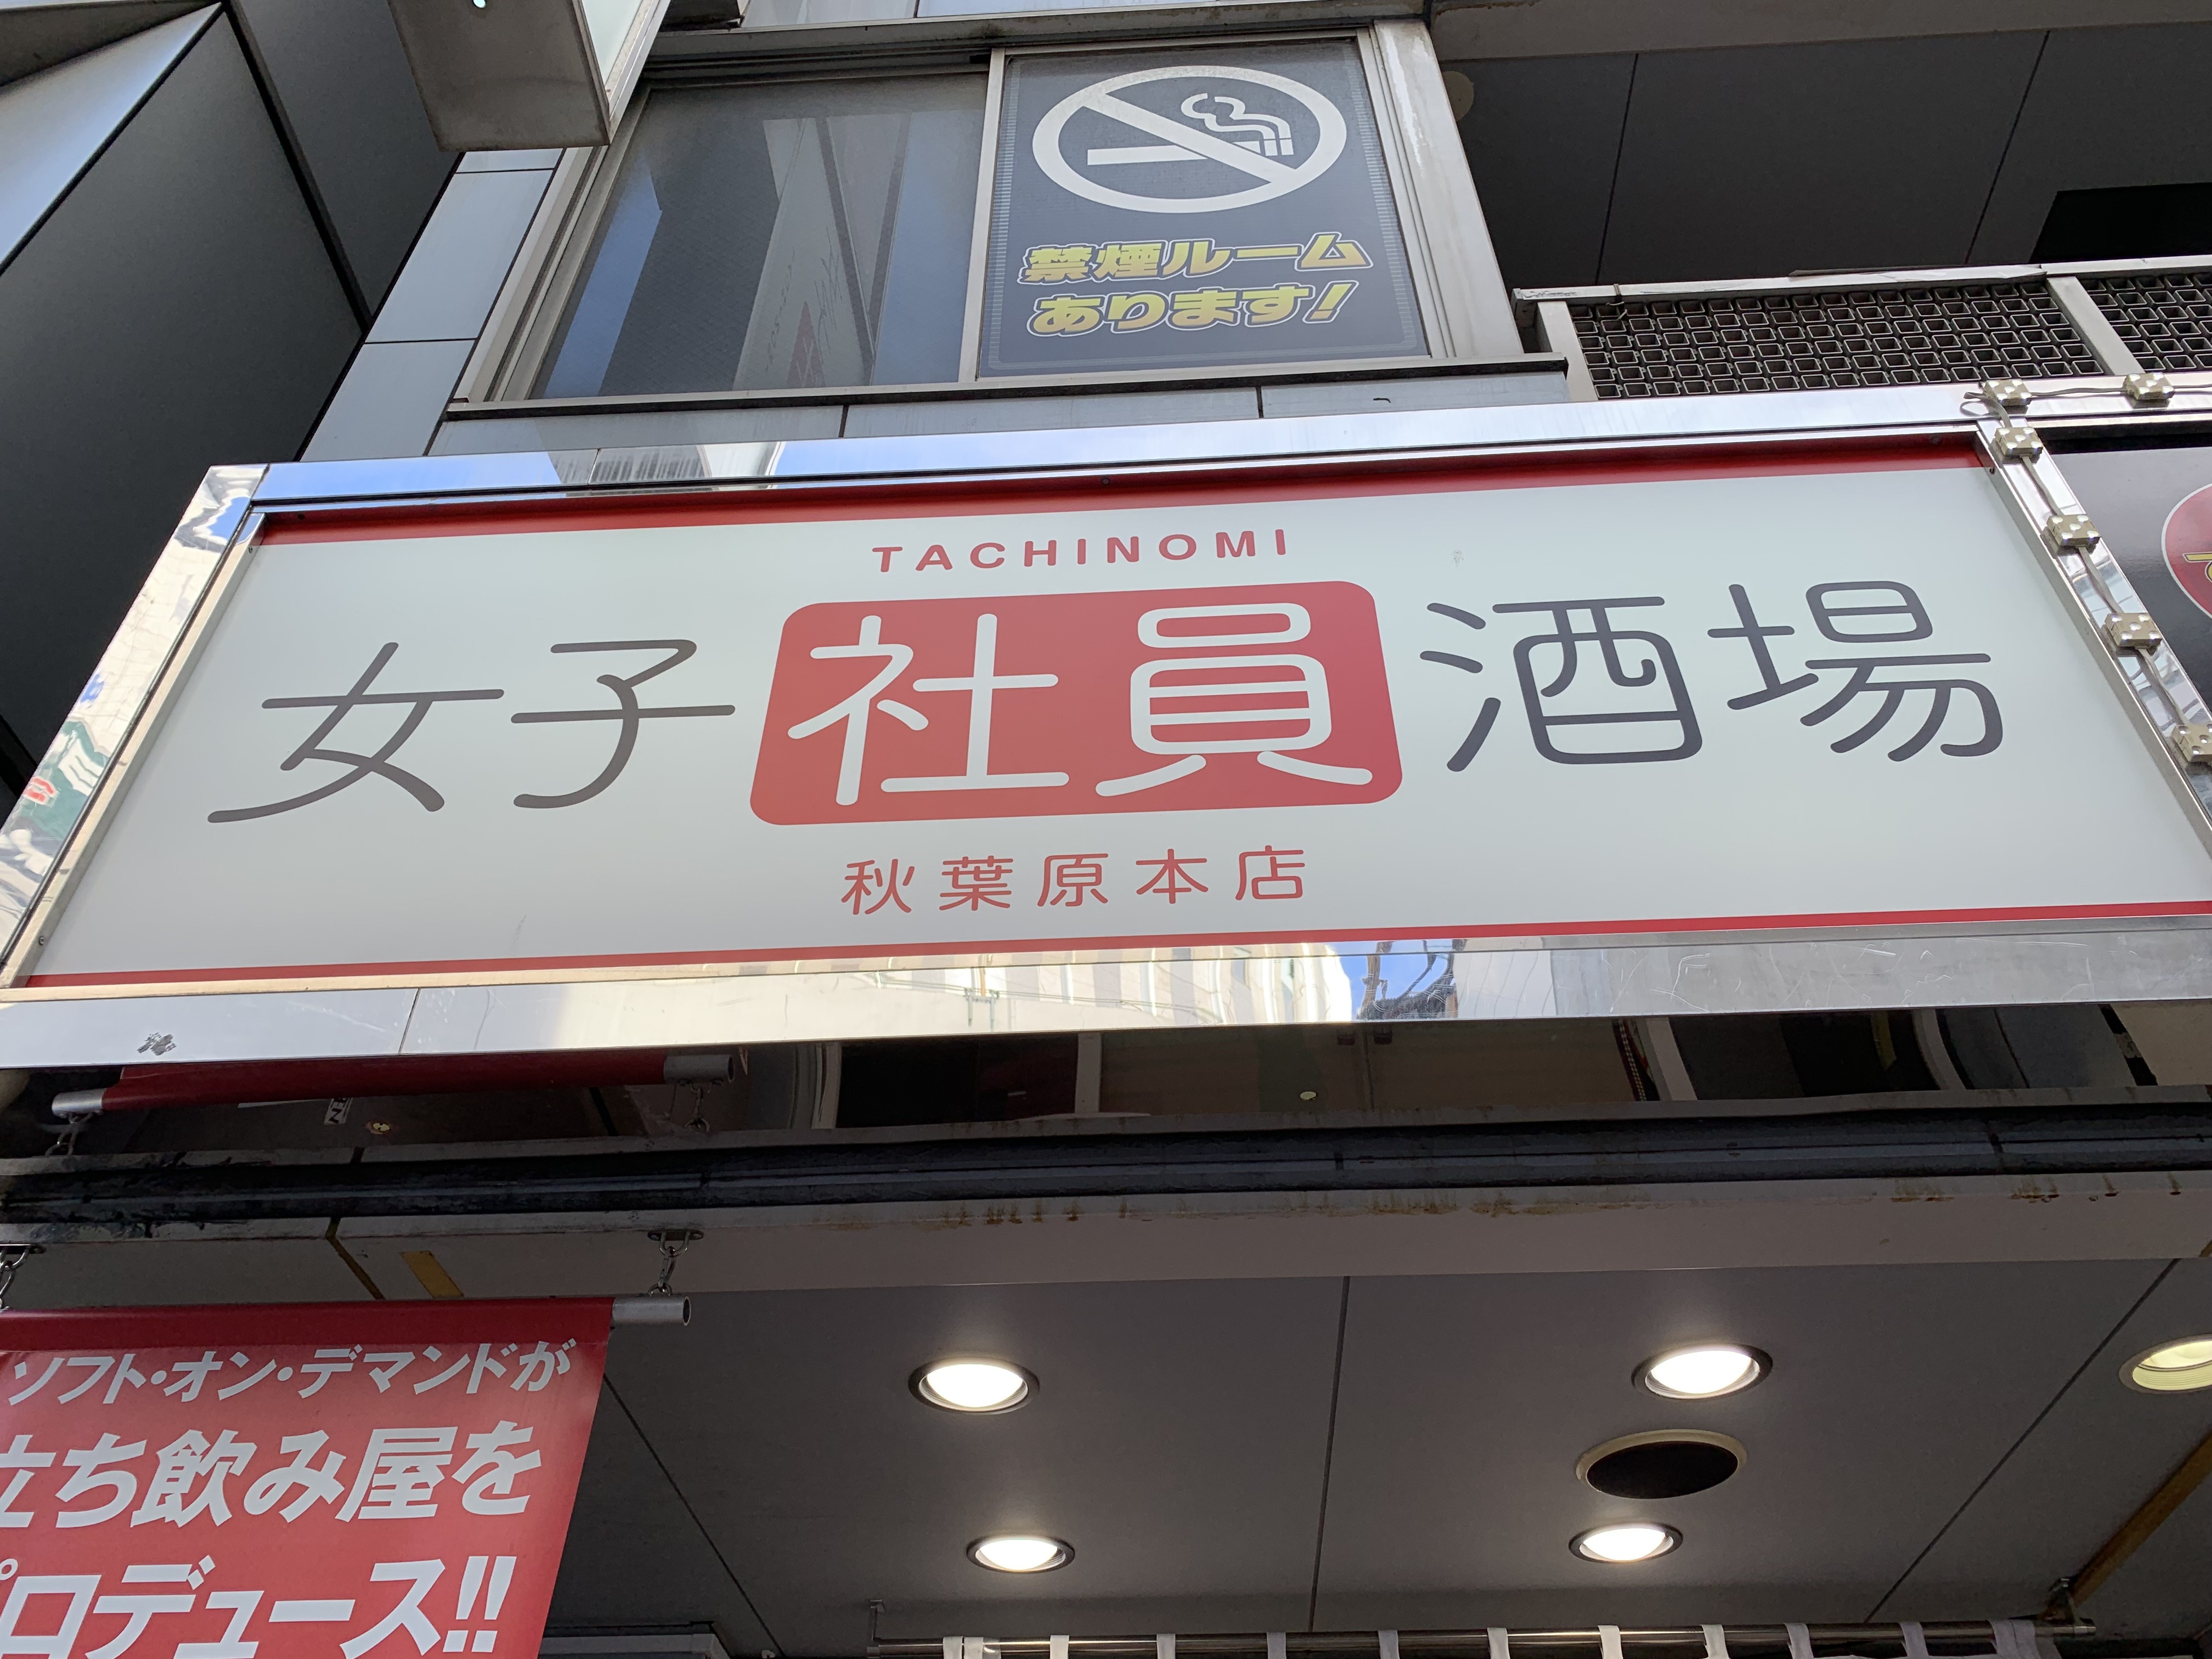 禁煙ルーム
あります!
TACHINOMI
女子社員酒場
秋葉原本店
ソフト・オン・デマンドが
立ち飲み屋を
プロデュース!!